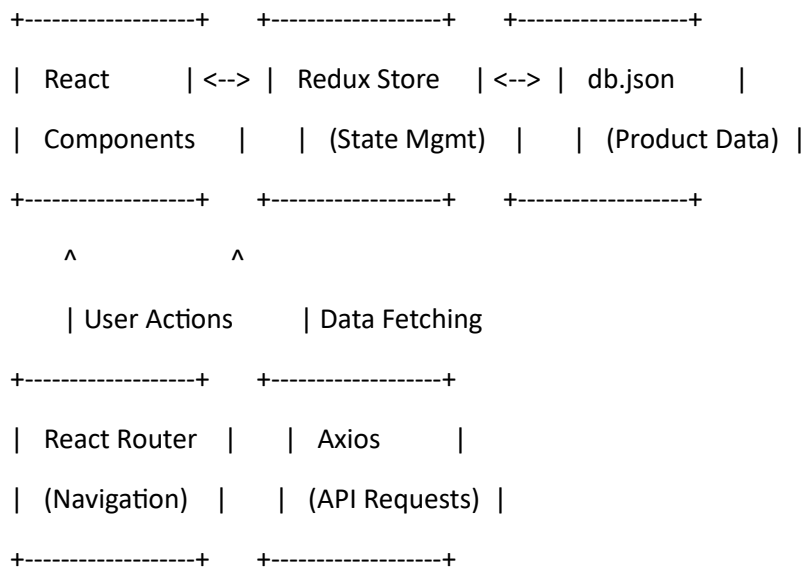 +-------------------+ +-------------------+ +-------------------+
| React | <--> | Redux Store | <--> | db.json |
| Components | | (State Mgmt) | | (Product Data) |
+-------------------+ +-------------------+ +-------------------+
^ ^
| User Actions | Data Fetching
+-------------------+ +-------------------+
| React Router | | Axios |
| (Navigation) | | (API Requests) |
+-------------------+ +-------------------+